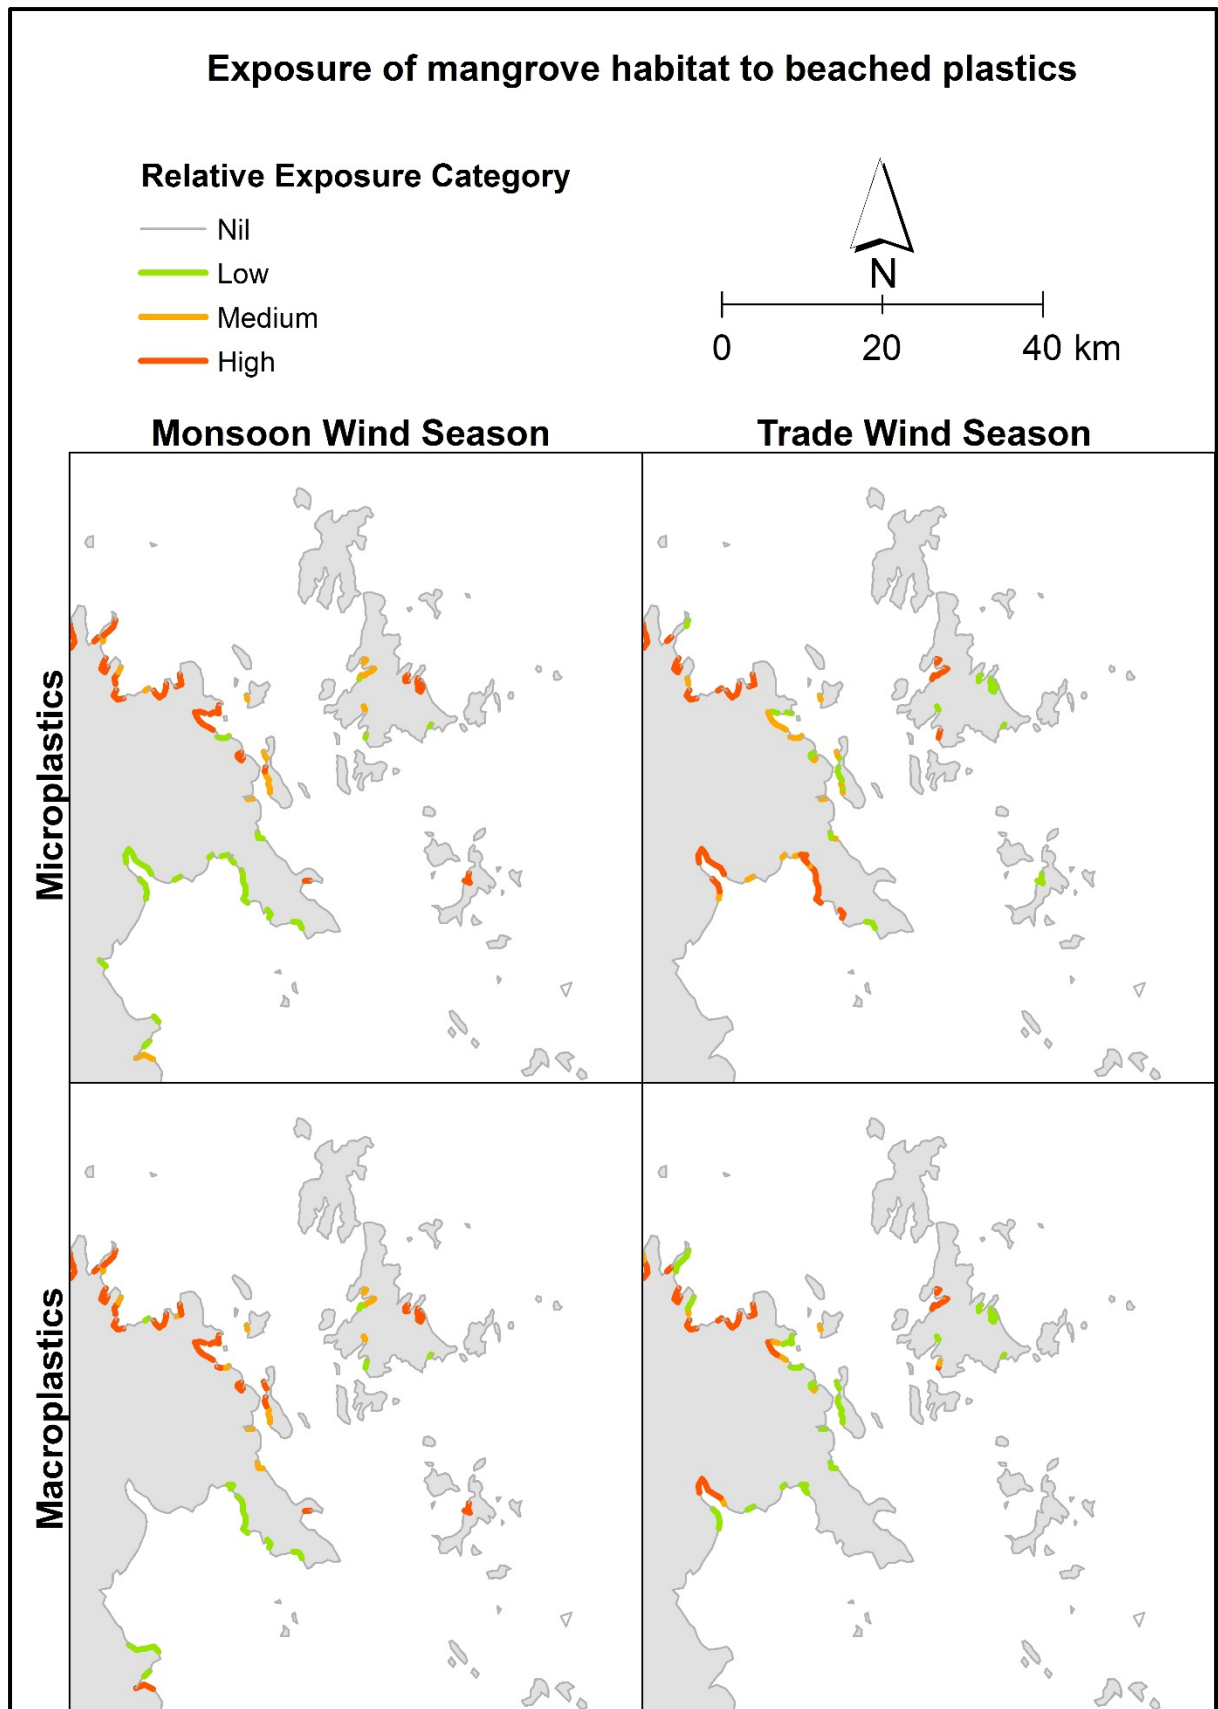 Exposure of mangrove habitat to beached plastics
Relative Exposure Category
Nil
Low
Medium
High
N
0 20 40 km
Monsoon Wind Season
Trade Wind Season
Microplastics
Macroplastics